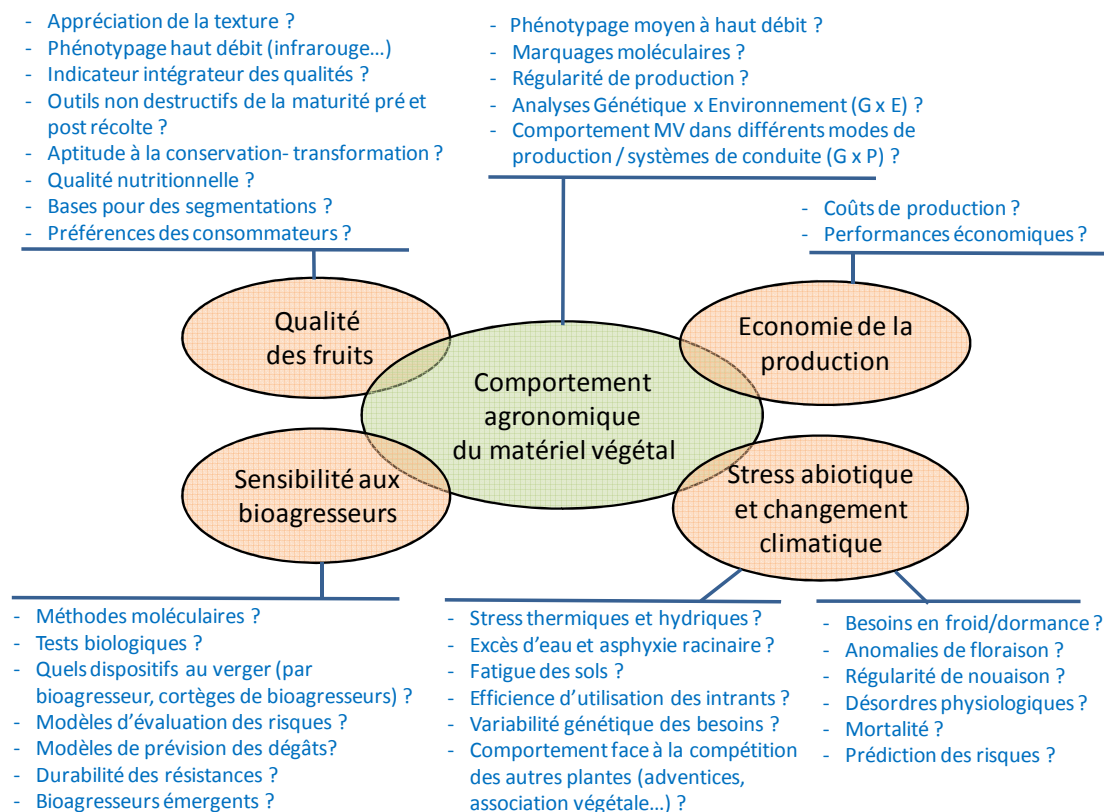 - Appréciation de la texture ?
- Phénotypage haut débit (infrarouge…)
- Indicateur intégrateur des qualités ?
- Outils non destructifs de la maturité pré et
post récolte ?
- Aptitude à la conservation- transformation ?
- Qualité nutritionnelle ?
- Bases pour des segmentations ?
- Préférences des consommateurs ?
- Phénotypage moyen à haut débit ?
- Marquages moléculaires ?
- Régularité de production ?
- Analyses Génétique x Environnement (G x E) ?
- Comportement MV dans différents modes de
production / systèmes de conduite (G x P) ?
- Coûts de production ?
- Performances économiques ?
Qualité
des fruits
Economie de la
production
Comportement
agronomique
du matériel végétal
Sensibilité aux
bioagresseurs
Stress abiotique
et changement
climatique
- Méthodes moléculaires ?
- Tests biologiques ?
- Quels dispositifs au verger (par
bioagresseur, cortèges de bioagresseurs) ?
- Modèles d’évaluation des risques ?
- Modèles de prévision des dégâts?
- Durabilité des résistances ?
- Bioagresseurs émergents ?
- Stress thermiques et hydriques ?
- Excès d’eau et asphyxie racinaire ?
- Fatigue des sols ?
- Efficience d’utilisation des intrants ?
- Variabilité génétique des besoins ?
- Comportement face à la compétition
des autres plantes (adventices,
association végétale…) ?
- Besoins en froid/dormance ?
- Anomalies de floraison ?
- Régularité de nouaison ?
- Désordres physiologiques ?
- Mortalité ?
- Prédiction des risques ?